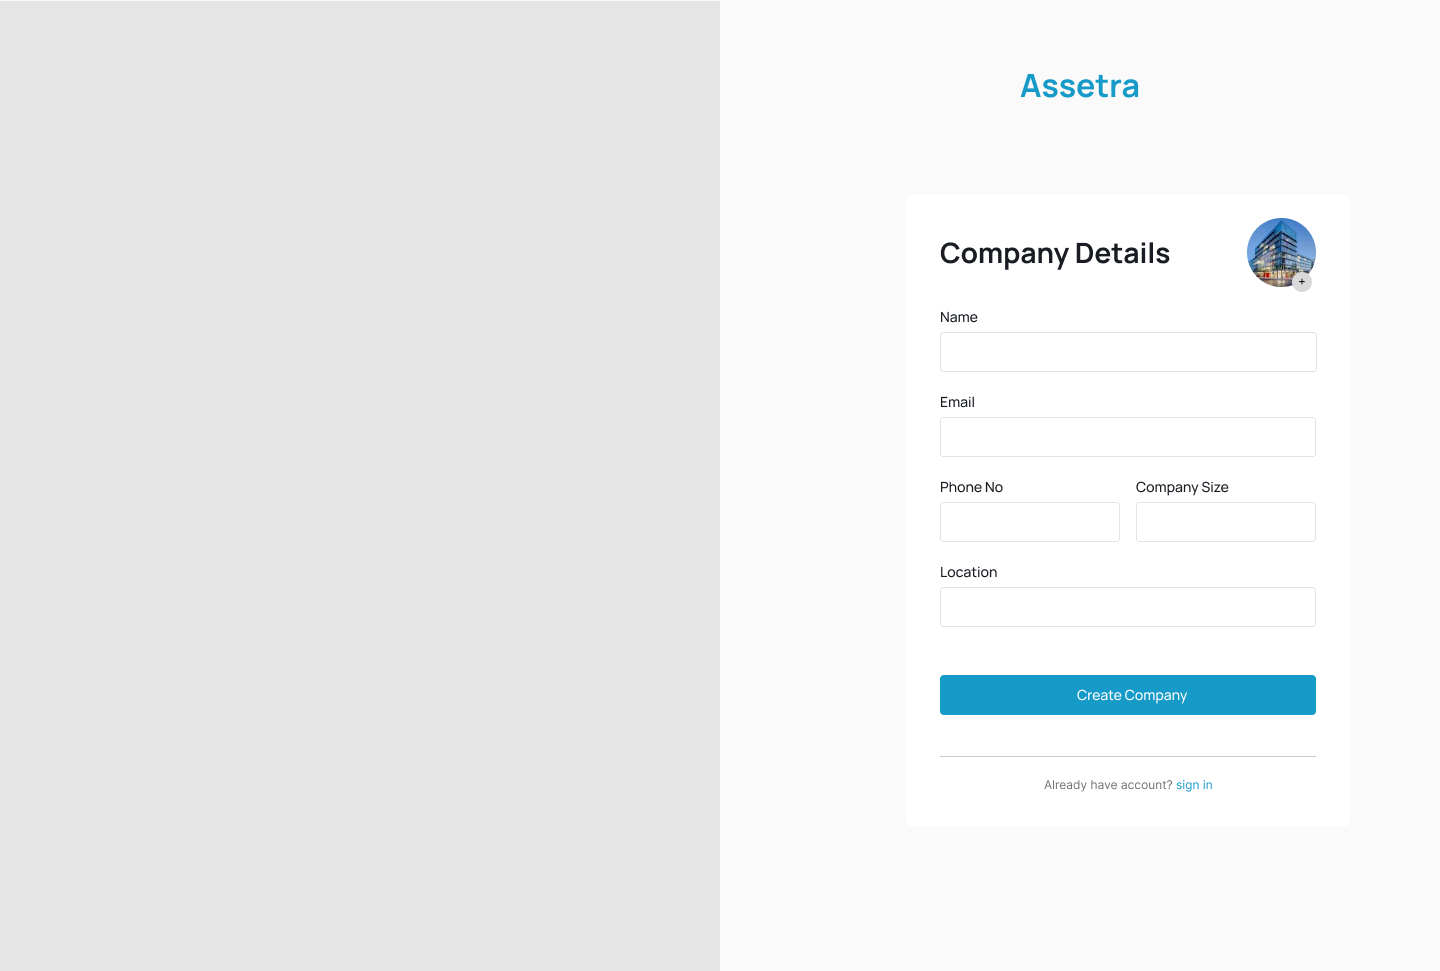 Assetra
Company Details
+
Name
Email
Phone No
Company Size
Location
Create Company
Already have account? sign in